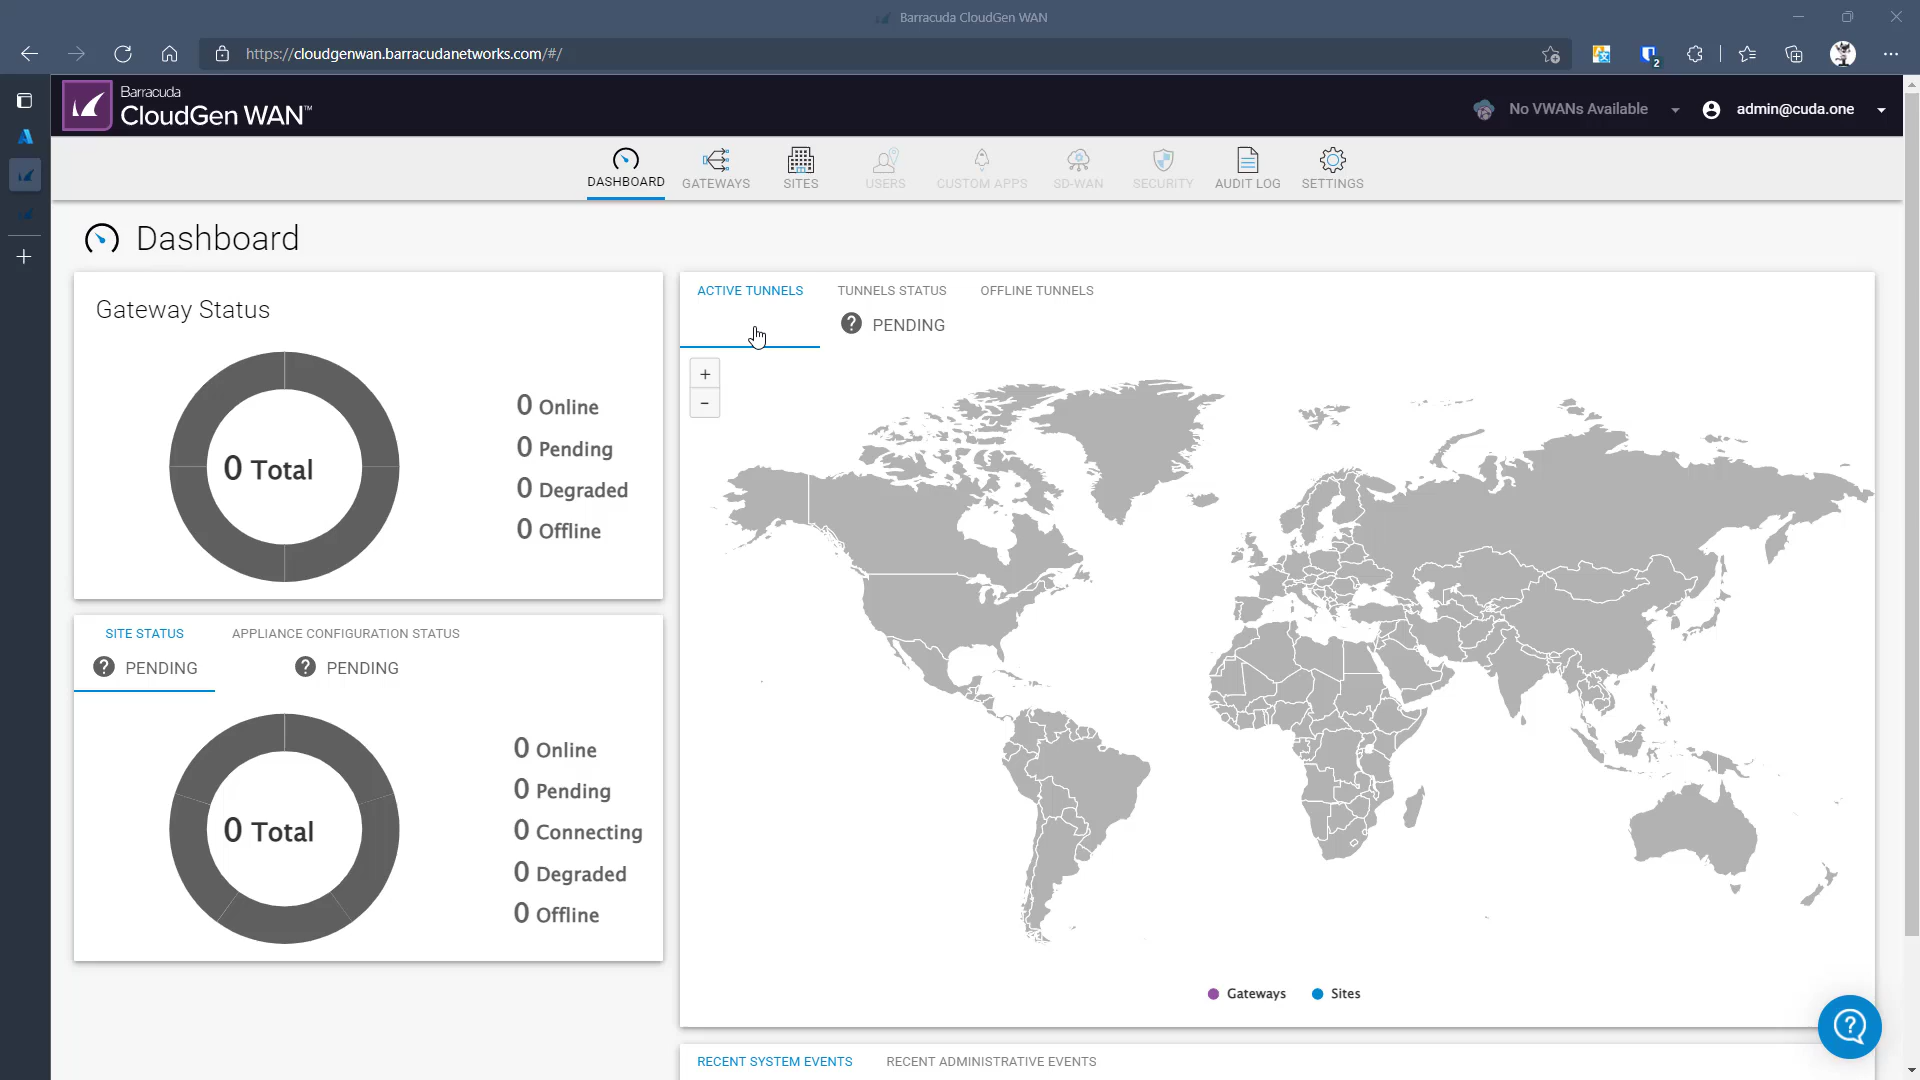 Barracuda CloudGen WAN
https://cloudgenwan.barracudanetworks.com/#/
2
Barracuda
CloudGen WAN™
No VWANs Available
admin@cuda.one
DASHBOARD
GATEWAYS
SITES
USERS
CUSTOM APPS
SD-WAN
SECURITY
AUDIT LOG
SETTINGS
Dashboard
Gateway Status
0 Total
0 Online
0 Pending
0 Degraded
0 Offline
SITE STATUS
APPLIANCE CONFIGURATION STATUS
? PENDING
? PENDING
0 Total
0 Online
0 Pending
0 Connecting
0 Degraded
0 Offline
ACTIVE TUNNELS
TUNNELS STATUS
OFFLINE TUNNELS
? PENDING
+
-
Gateways
Sites
?
RECENT SYSTEM EVENTS
RECENT ADMINISTRATIVE EVENTS